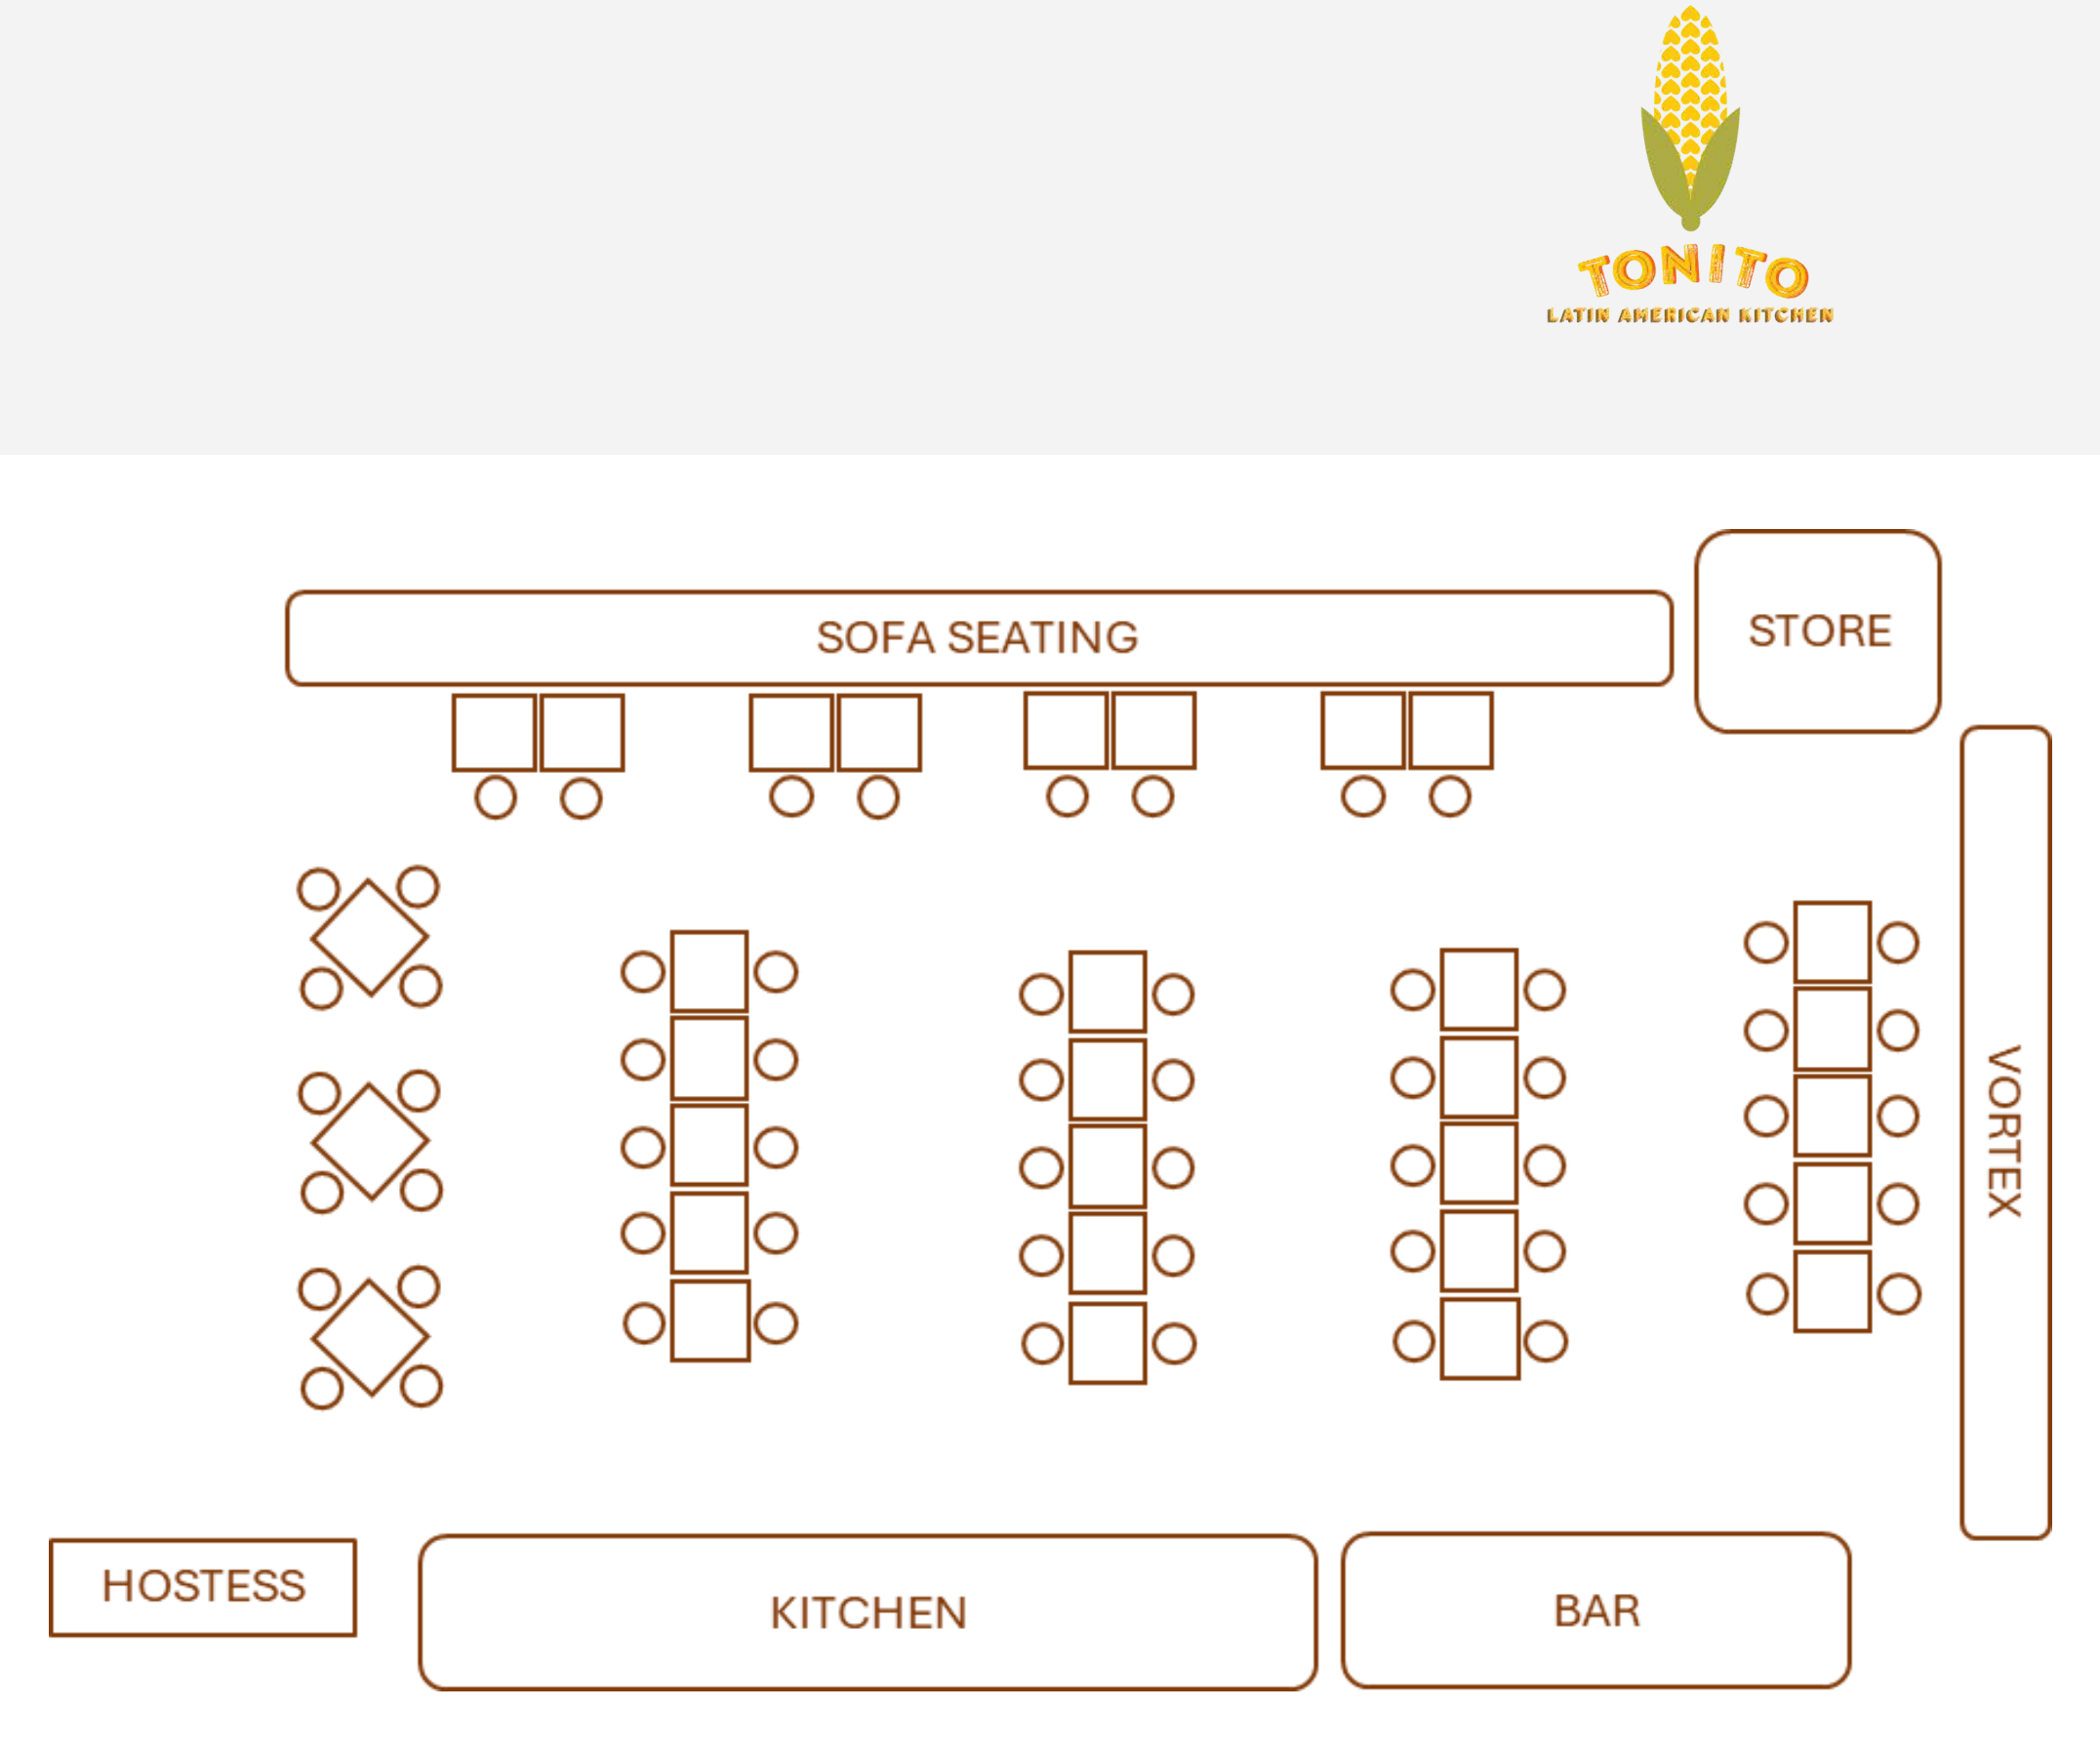 TONITO
LATIN AMERICAN KITCHEN
SOFA SEATING
STORE
VORTEX
HOSTESS
KITCHEN
BAR